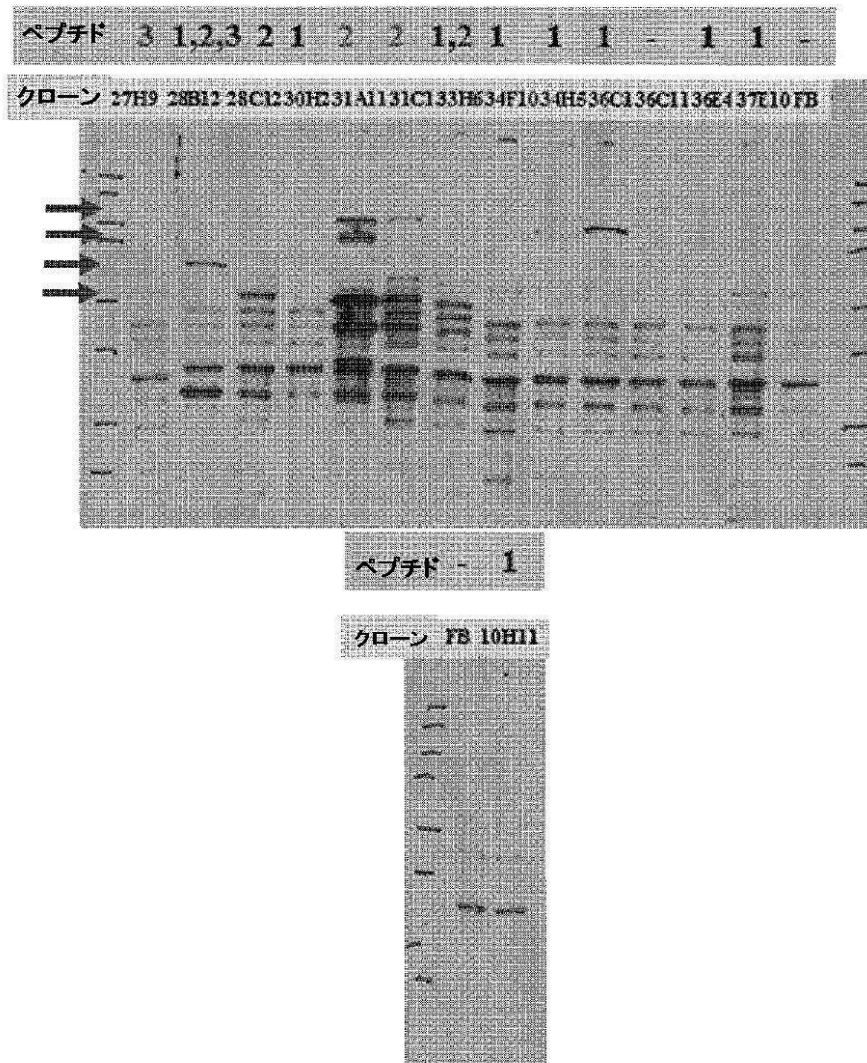 ペプチド 3 1,2,3 2 1 2 2 1,2 1 1 1 - 1 1 -
クローン 27H9 28B12 28C12 30H2 31A11 31C1 33H6 34F10 34H5 36C1 36C11 36E4 37E10 FB
ペプチド - 1
クローン FB 10H11